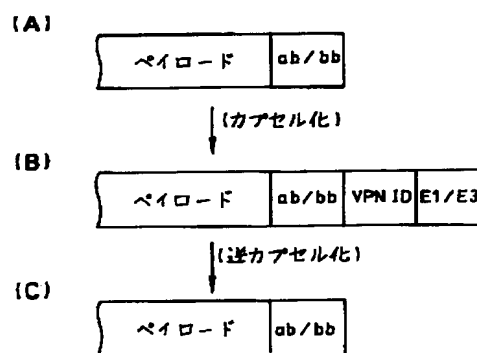 (A)
ペイロード ab/bb
(カプセル化)
(B)
ペイロード ab/bb VPN ID E1/E3
(逆カプセル化)
(C)
ペイロード ab/bb